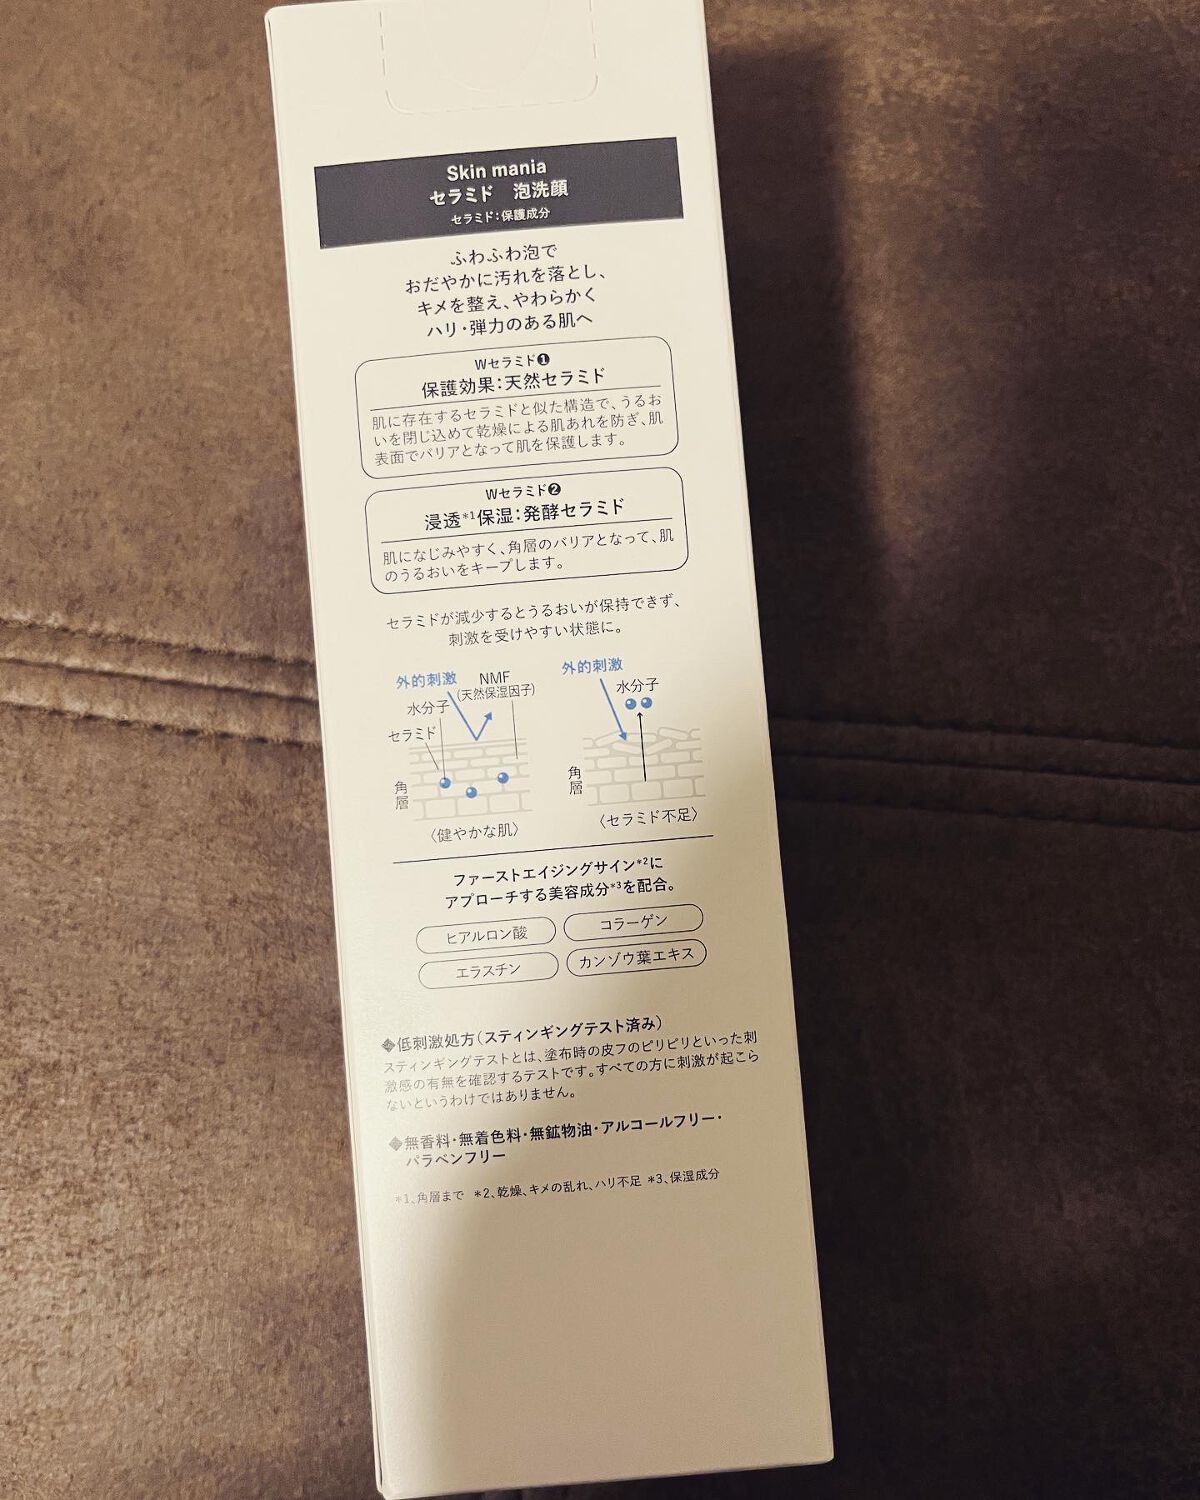 Skin mania
セラミド 泡洗顔
セラミド:保護成分
ふわふわ泡で
おだやかに汚れを落とし、
キメを整え、やわらかく
ハリ・弾力のある肌へ
Wセラミド❶
保護効果:天然セラミド
肌に存在するセラミドと似た構造で、うるお
いを閉じ込めて乾燥による肌あれを防ぎ、肌
表面でバリアとなって肌を保護します。
Wセラミド❷
浸透*1保湿:発酵セラミド
肌になじみやすく、角層のバリアとなって、肌
のうるおいをキープします。
セラミドが減少するとうるおいが保持できず、
刺激を受けやすい状態に。
外的刺激
NMF
(天然保湿因子)
水分子
セラミド
角層
〈健やかな肌〉
外的刺激
水分子
角層
〈セラミド不足〉
ファーストエイジングサイン*2に
アプローチする美容成分*3を配合。
ヒアルロン酸
コラーゲン
エラスチン
カンゾウ葉エキス
◆低刺激処方(スティンギングテスト済み)
スティンギングテストとは、塗布時の皮フのピリピリといった刺
激感の有無を確認するテストです。すべての方に刺激が起こら
ないというわけではありません。
◆無香料・無着色料・無鉱物油・アルコールフリー・
パラベンフリー
*1、角層まで *2、乾燥、キメの乱れ、ハリ不足 *3、保湿成分